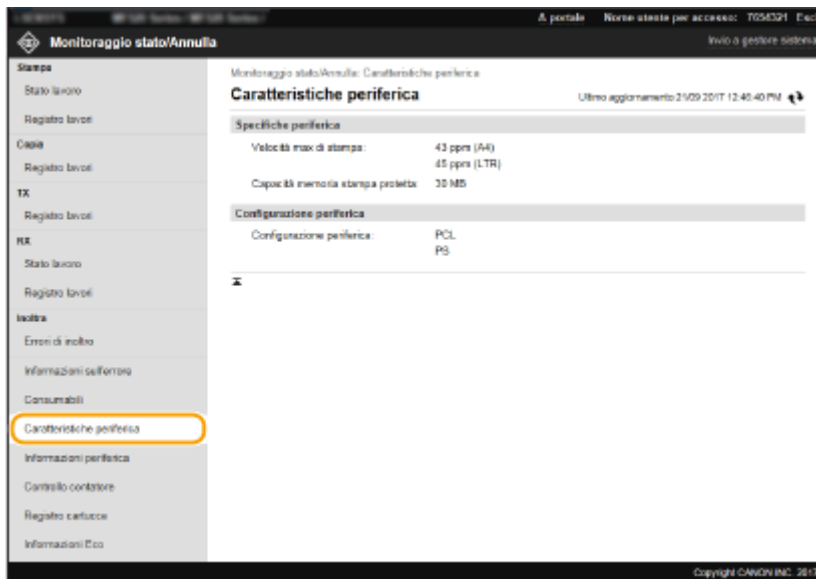 A portale Nome utente per accesso: 7654321
Monitoraggio stato/Annulla
Invio a gestore sistema
Stampa
Stato lavoro
Registro lavori
Copia
Registro lavori
TX
Registro lavori
RX
Stato lavoro
Registro lavori
Inoltra
Errori di inoltro
Informazioni sull'errore
Consumabili
Caratteristiche periferica
Informazioni periferica
Controllo contatore
Registro cartucce
Informazioni Eco
Monitoraggio stato/Annulla: Caratteristiche periferica
Caratteristiche periferica
Ultimo aggiornamento 21/09 2017 12:46:40 PM
Specifiche periferica
Velocità max di stampa: 43 ppm (A4)
45 ppm (LTR)
Capacità memoria stampa protetta: 30 MB
Configurazione periferica
Configurazione periferica: PCL
PS
Copyright CANON INC. 2017